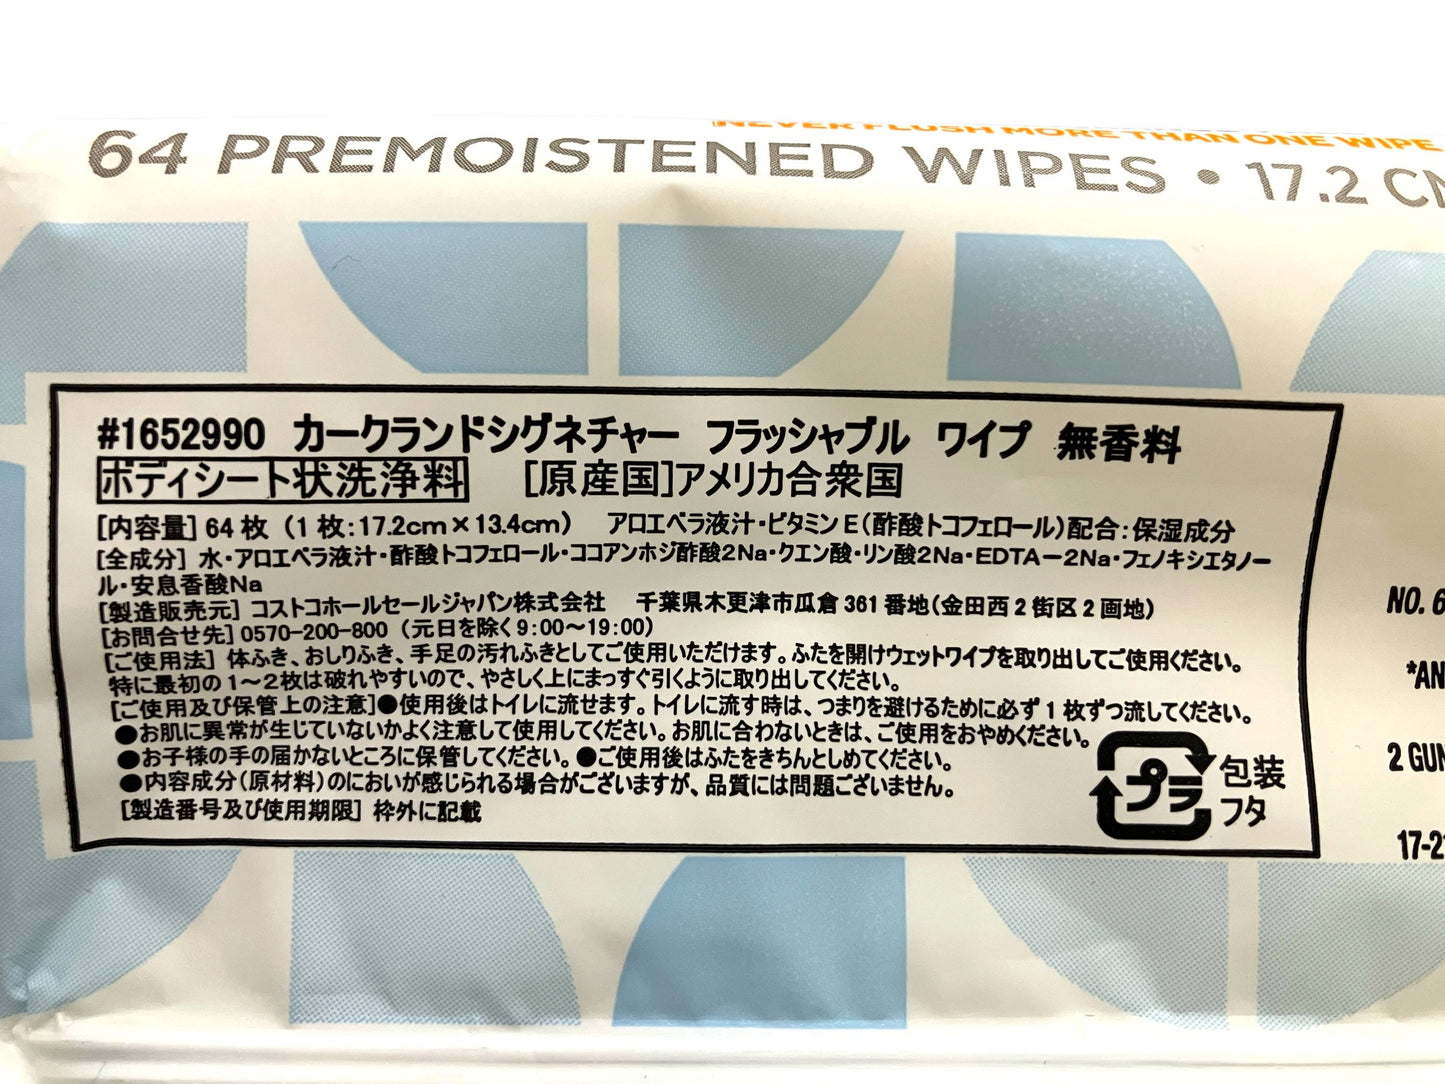 NEVER FLUSH MORE THAN ONE WIPE
64 PREMOISTENED WIPES • 17.2 C
#1652990 カークランドシグネチャー フラッシャブル ワイプ 無香料
ボディシート状洗浄料 [原産国]アメリカ合衆国
[内容量] 64 枚 (1 枚:17.2cm×13.4cm) アロエベラ液汁・ビタミンE(酢酸トコフェロール)配合:保湿成分
[全成分] 水・アロエベラ液汁・酢酸トコフェロール・ココアンホジ酢酸2Na・クエン酸・リン酸2Na・EDTA－2Na・フェノキシエタノー
ル・安息香酸Na
[製造販売元] コストコホールセールジャパン株式会社 千葉県木更津市瓜倉 361 番地(金田西 2 街区 2 画地)
[お問合せ先] 0570-200-800 (元日を除く 9:00～19:00)
[ご使用法] 体ふき、おしりふき、手足の汚れふきとしてご使用いただけます。ふたを開けウェットワイプを取り出してご使用ください。
特に最初の 1～2枚は破れやすいので、やさしく上にまっすぐ引くように取り出してください。
[ご使用及び保管上の注意]●使用後はトイレに流せます。トイレに流す時は、つまりを避けるために必ず 1 枚ずつ流してください。
●お肌に異常が生じていないかよく注意して使用してください。お肌に合わないときは、ご使用をおやめください。
●お子様の手の届かないところに保管してください。●ご使用後はふたをきちんとしめてください。
●内容成分(原材料)のにおいが感じられる場合がございますが、品質には問題ございません。
[製造番号及び使用期限] 枠外に記載
プラ
包装
フタ
NO. 6
*AN
2 GUN
17-2